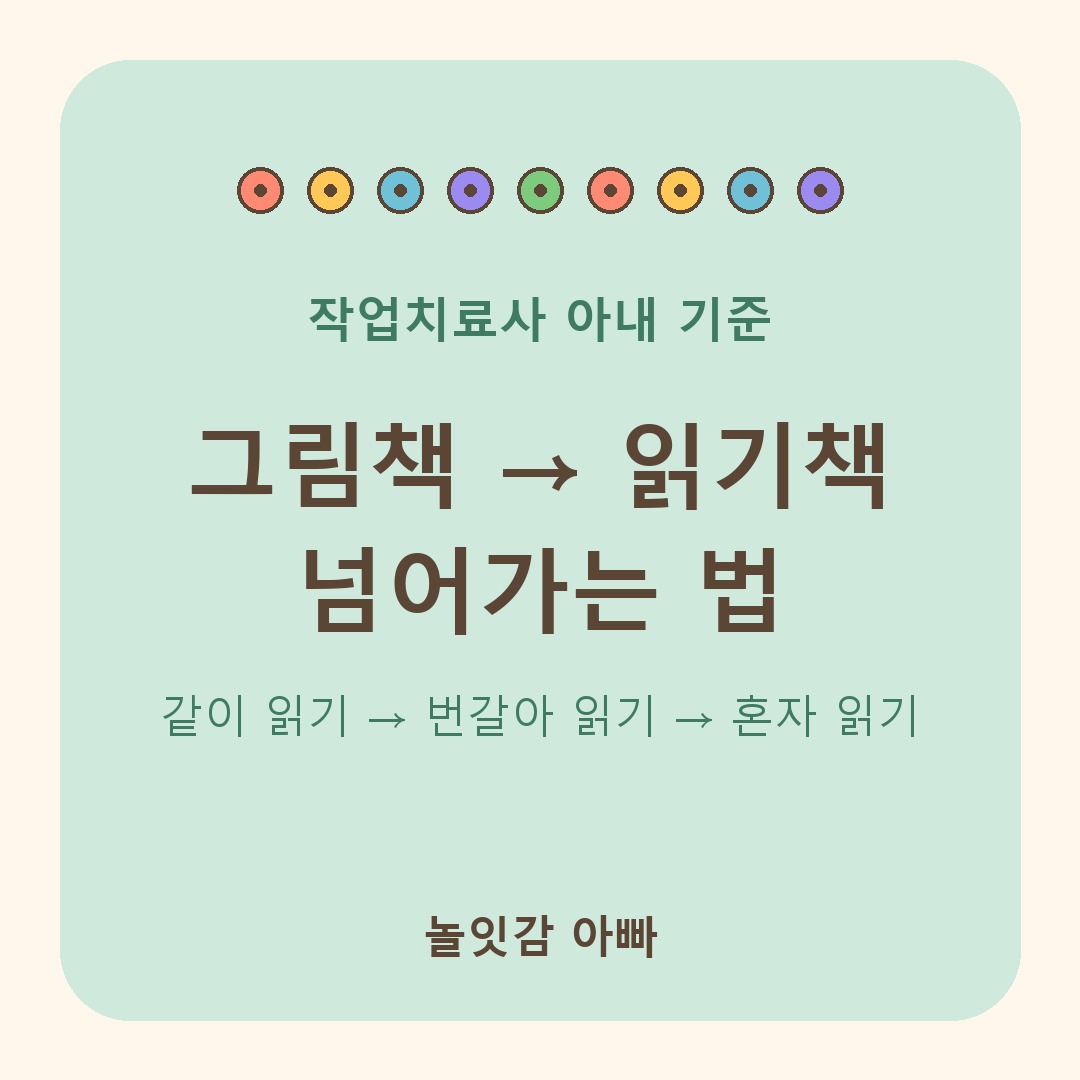 작업치료사 아내 기준
그림책 → 읽기책
넘어가는 법
같이 읽기 → 번갈아 읽기 → 혼자 읽기
놀잇감 아빠